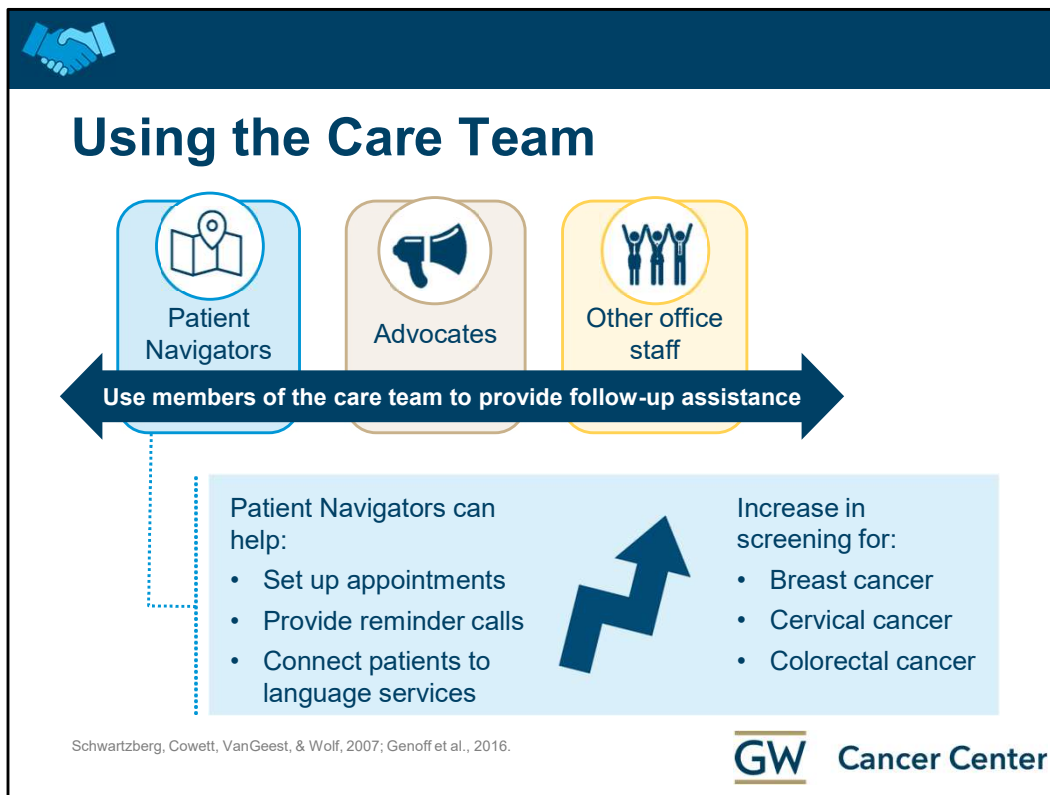 Using the Care Team
Patient
Navigators
Advocates
Other office
staff
Use members of the care team to provide follow-up assistance
Patient Navigators can
help:
• Set up appointments
• Provide reminder calls
• Connect patients to
language services
Increase in
screening for:
• Breast cancer
• Cervical cancer
• Colorectal cancer
Schwartzberg, Cowett, VanGeest, & Wolf, 2007; Genoff et al., 2016.
GW Cancer Center